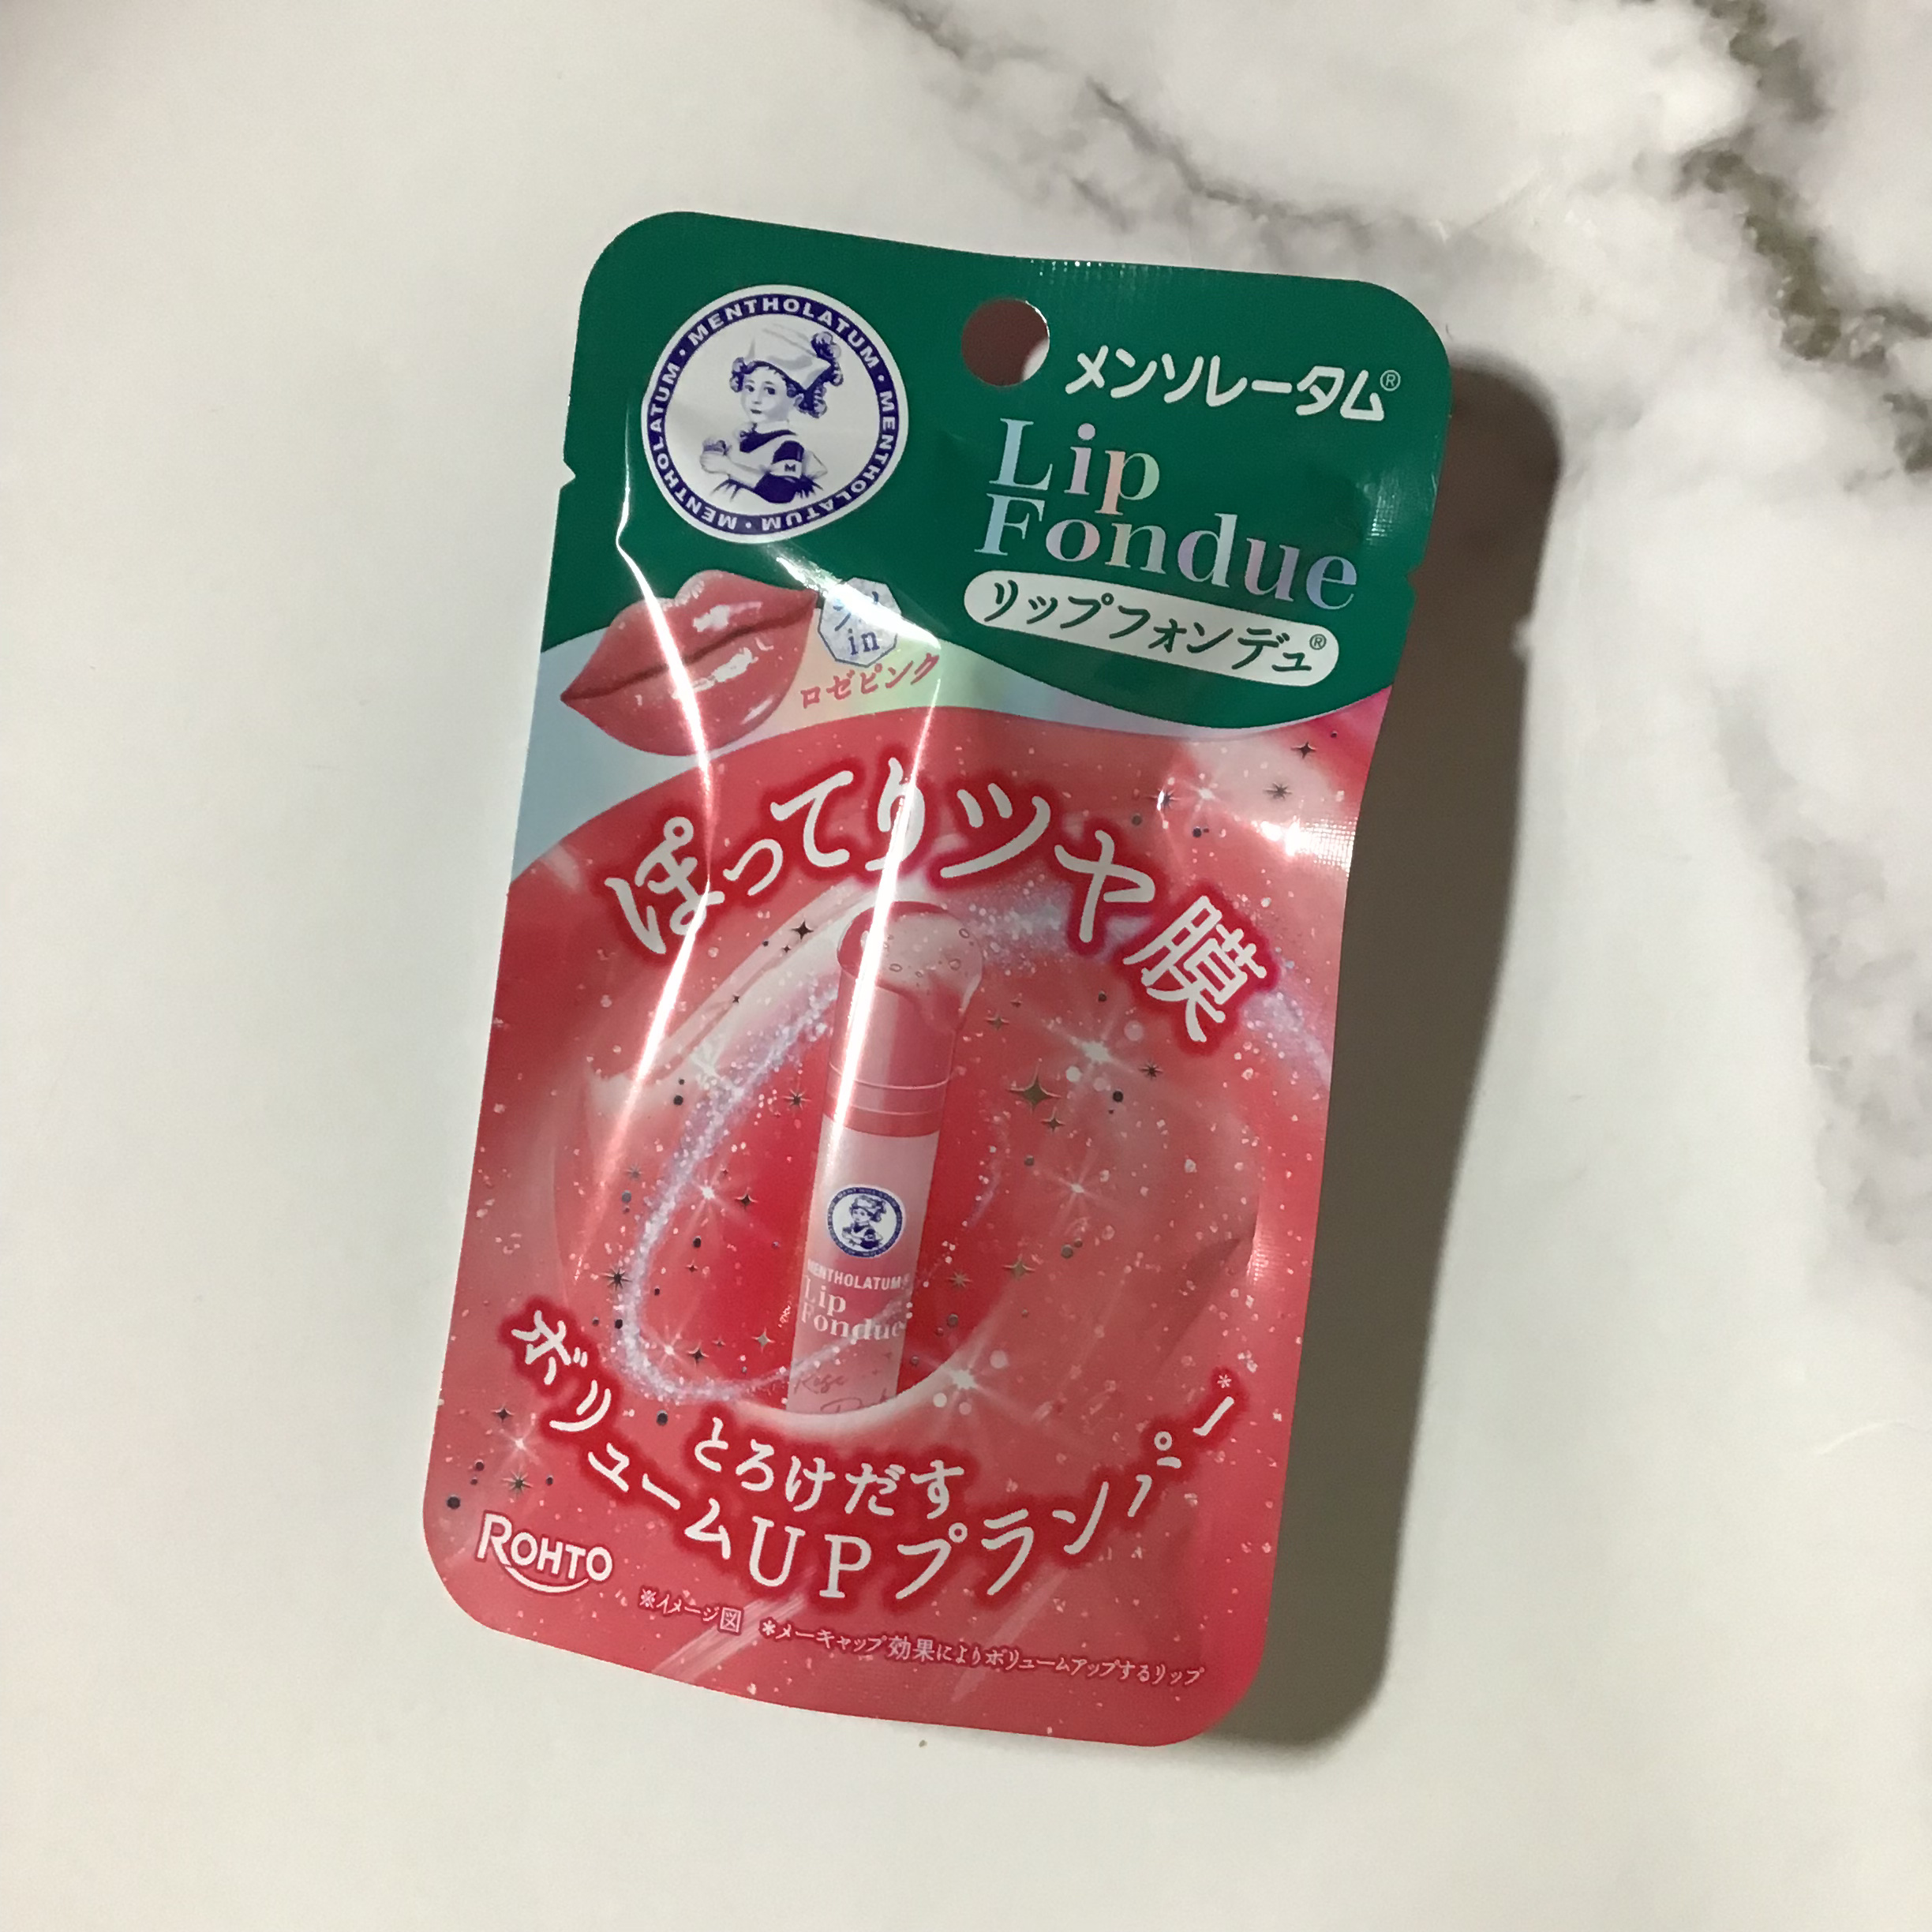 MENTHOLATUM・MENTHOLATUM・MENTHOLATUM・MENTHOLATUM・
メンソレータム®
Lip
Fondue
リップフォンデュ®
in
ロゼピンク
ぽってりツヤ膜
MENTHOLATUM
Lip
Fondue
Rose
とろけだす
ボリュームUPプランパー*
ROHTO
※イメージ図 *メーキャップ効果によりボリュームアップするリップ